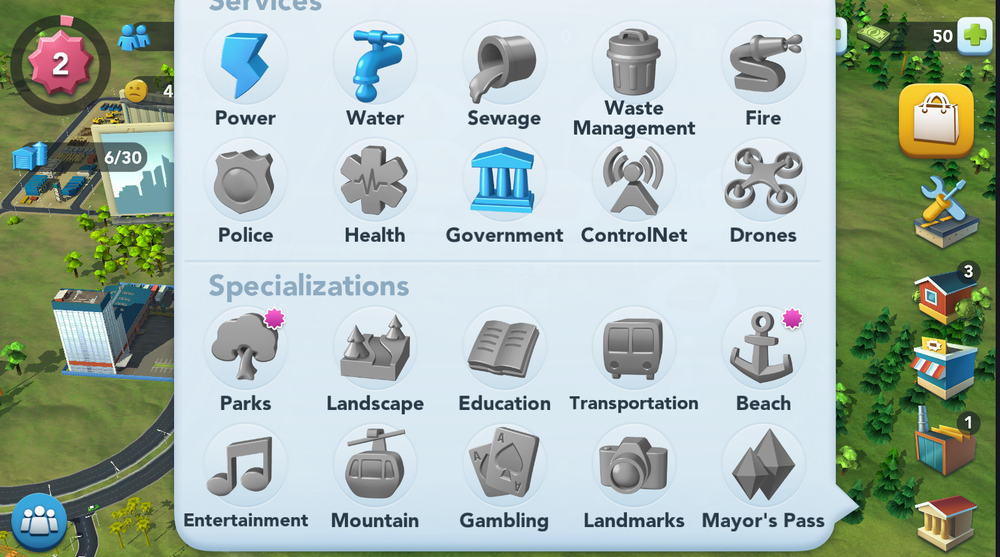 Services
2
50
4
Power
Water
Sewage
Waste
Management
Fire
6/30
Police
Health
Government
ControlNet
Drones
Specializations
3
Parks
Landscape
Education
Transportation
Beach
1
A
A
A
A
Entertainment
Mountain
Gambling
Landmarks
Mayor's Pass